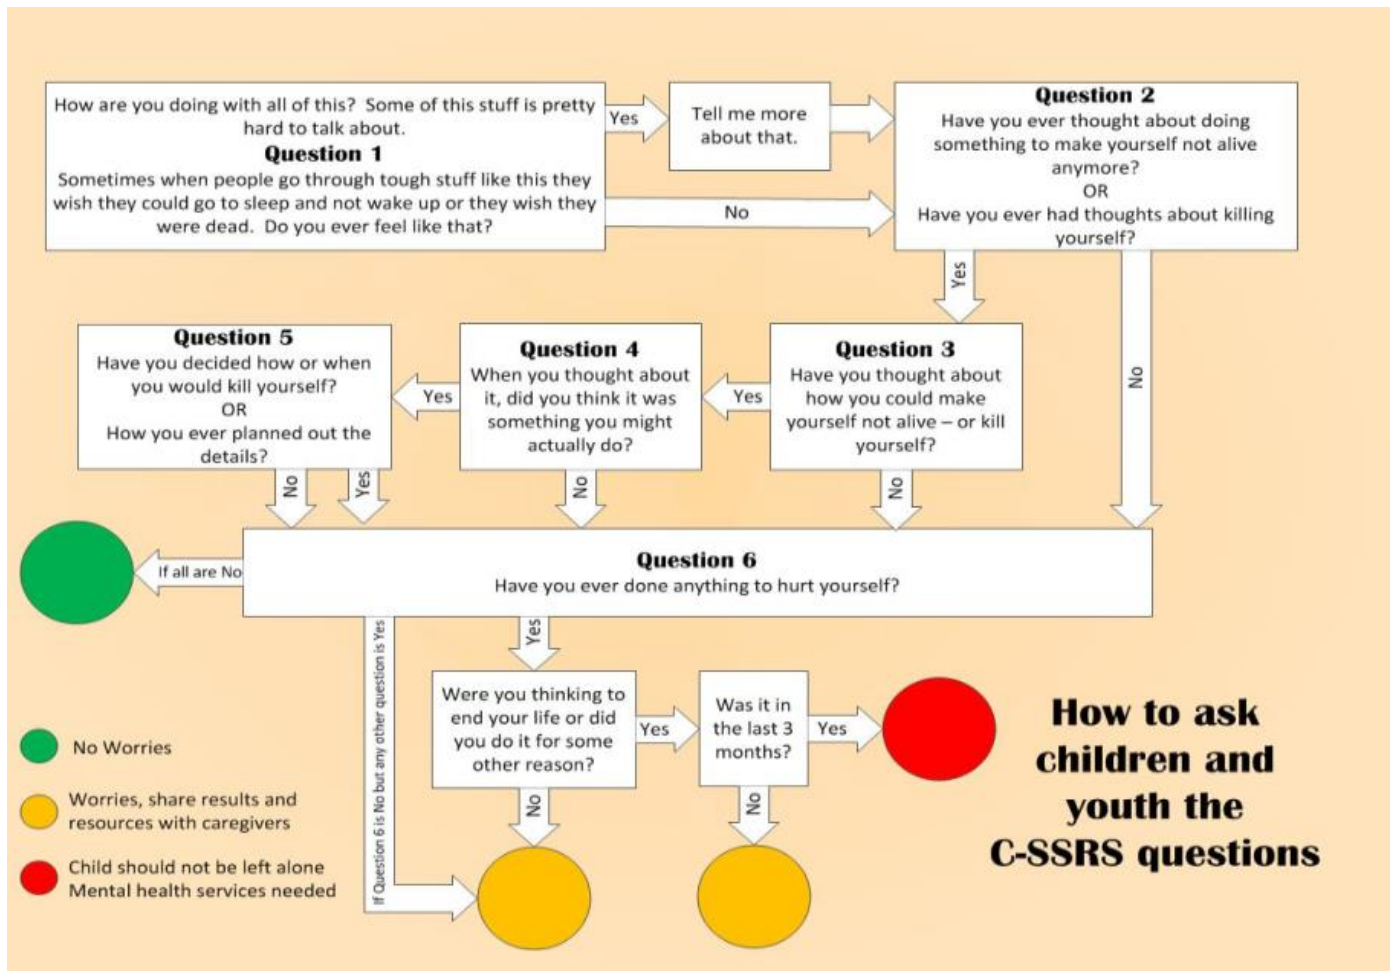 How are you doing with all of this?  Some of this stuff is pretty
hard to talk about.
Question 1
Sometimes when people go through tough stuff like this they
wish they could go to sleep and not wake up or they wish they
were dead.  Do you ever feel like that?
Yes
Tell me more
about that.
No
Question 2
Have you ever thought about doing
something to make yourself not alive
anymore?
OR
Have you ever had thoughts about killing
yourself?
Yes
No
Question 3
Have you thought about
how you could make
yourself not alive – or kill
yourself?
Yes
No
Question 4
When you thought about
it, did you think it was
something you might
actually do?
Yes
No
Question 5
Have you decided how or when
you would kill yourself?
OR
How you ever planned out the
details?
No
Yes
Question 6
Have you ever done anything to hurt yourself?
If all are No
If Question 6 is No but any other question is Yes
Yes
Were you thinking to
end your life or did
you do it for some
other reason?
Yes
No
Was it in
the last 3
months?
Yes
No
No Worries
Worries, share results and
resources with caregivers
Child should not be left alone
Mental health services needed
How to ask
children and
youth the
C-SSRS questions